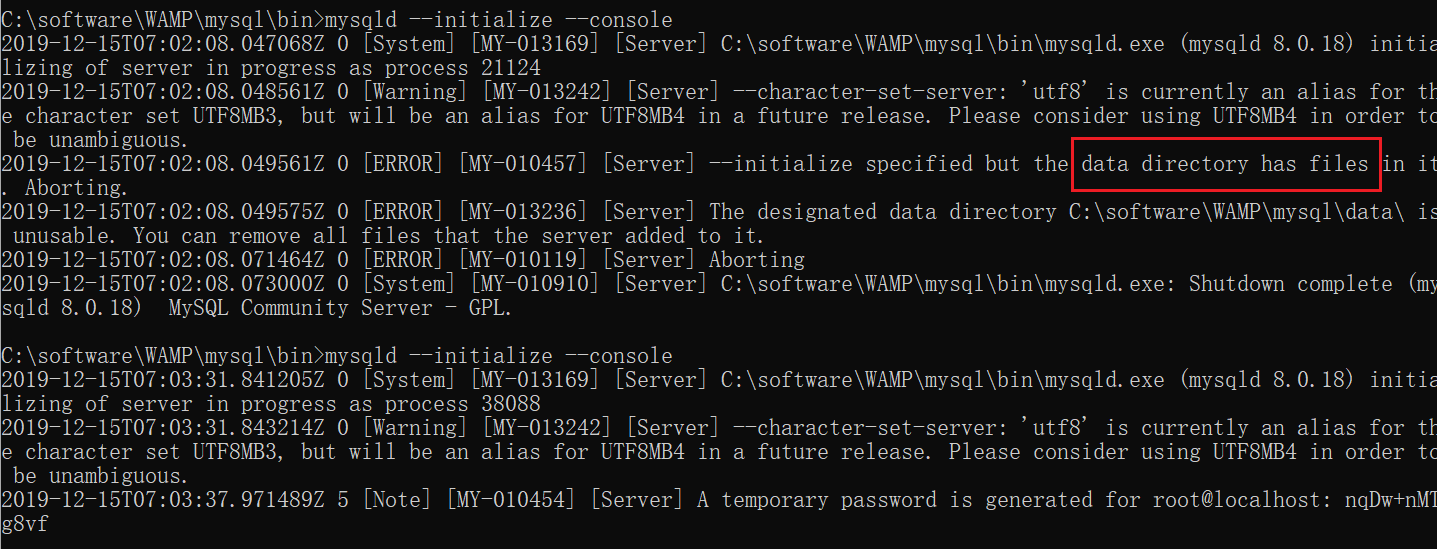 C:\software\WAMP\mysql\bin>mysqld --initialize --console
2019-12-15T07:02:08.047068Z 0 [System] [MY-013169] [Server] C:\software\WAMP\mysql\bin\mysqld.exe (mysqld 8.0.18) initia
lizing of server in progress as process 21124
2019-12-15T07:02:08.048561Z 0 [Warning] [MY-013242] [Server] --character-set-server: 'utf8' is currently an alias for th
e character set UTF8MB3, but will be an alias for UTF8MB4 in a future release. Please consider using UTF8MB4 in order to
be unambiguous.
2019-12-15T07:02:08.049561Z 0 [ERROR] [MY-010457] [Server] --initialize specified but the data directory has files in it
. Aborting.
2019-12-15T07:02:08.049575Z 0 [ERROR] [MY-013236] [Server] The designated data directory C:\software\WAMP\mysql\data\ is
unusable. You can remove all files that the server added to it.
2019-12-15T07:02:08.071464Z 0 [ERROR] [MY-010119] [Server] Aborting
2019-12-15T07:02:08.073000Z 0 [System] [MY-010910] [Server] C:\software\WAMP\mysql\bin\mysqld.exe: Shutdown complete (my
sqld 8.0.18)  MySQL Community Server - GPL.
C:\software\WAMP\mysql\bin>mysqld --initialize --console
2019-12-15T07:03:31.841205Z 0 [System] [MY-013169] [Server] C:\software\WAMP\mysql\bin\mysqld.exe (mysqld 8.0.18) initia
lizing of server in progress as process 38088
2019-12-15T07:03:31.843214Z 0 [Warning] [MY-013242] [Server] --character-set-server: 'utf8' is currently an alias for th
e character set UTF8MB3, but will be an alias for UTF8MB4 in a future release. Please consider using UTF8MB4 in order to
be unambiguous.
2019-12-15T07:03:37.971489Z 5 [Note] [MY-010454] [Server] A temporary password is generated for root@localhost: nqDw+nMT
g8vf